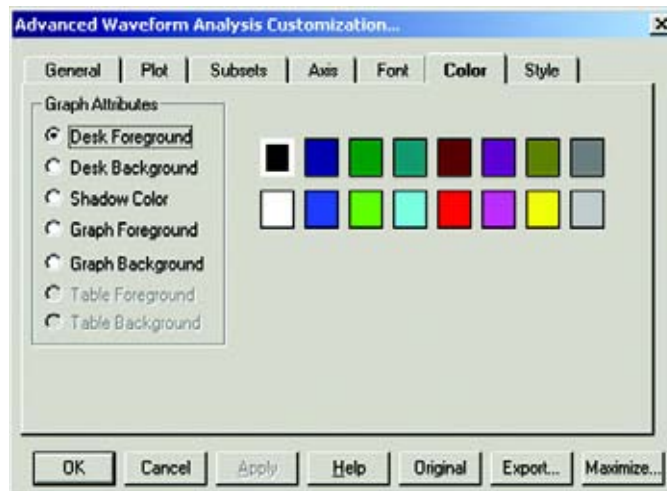 Advanced Waveform Analysis Customization...
General Plot Subsets Axis Font Color Style
Graph Attributes
Desk Foreground
Desk Background
Shadow Color
Graph Foreground
Graph Background
Table Foreground
Table Background
OK Cancel Apply Help Original Export... Maximize...